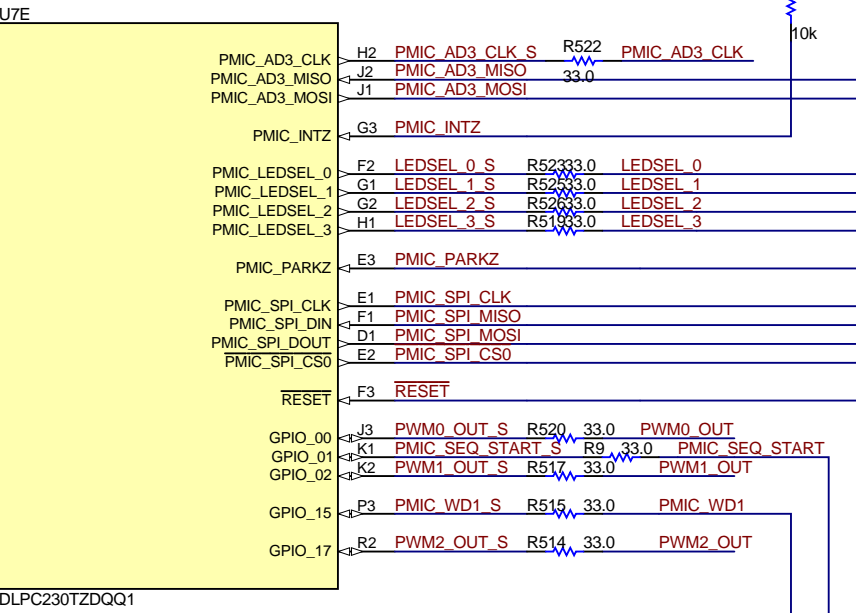 U7E
10k
PMIC_AD3_CLK H2 PMIC_AD3_CLK_S R522 33.0 PMIC_AD3_CLK
PMIC_AD3_MISO J2 PMIC_AD3_MISO
PMIC_AD3_MOSI J1 PMIC_AD3_MOSI
PMIC_INTZ G3 PMIC_INTZ
PMIC_LEDSEL_0 F2 LEDSEL_0_S R523 33.0 LEDSEL_0
PMIC_LEDSEL_1 G1 LEDSEL_1_S R525 33.0 LEDSEL_1
PMIC_LEDSEL_2 G2 LEDSEL_2_S R526 33.0 LEDSEL_2
PMIC_LEDSEL_3 H1 LEDSEL_3_S R519 33.0 LEDSEL_3
PMIC_PARKZ E3 PMIC_PARKZ
PMIC_SPI_CLK E1 PMIC_SPI_CLK
PMIC_SPI_DIN F1 PMIC_SPI_MISO
PMIC_SPI_DOUT D1 PMIC_SPI_MOSI
PMIC_SPI_CS0 E2 PMIC_SPI_CS0
RESET F3 RESET
GPIO_00 J3 PWM0_OUT_S R520 33.0 PWM0_OUT
GPIO_01 K1 PMIC_SEQ_START_S R9 33.0 PMIC_SEQ_START
GPIO_02 K2 PWM1_OUT_S R517 33.0 PWM1_OUT
GPIO_15 P3 PMIC_WD1_S R515 33.0 PMIC_WD1
GPIO_17 R2 PWM2_OUT_S R514 33.0 PWM2_OUT
DLPC230TZDQQ1